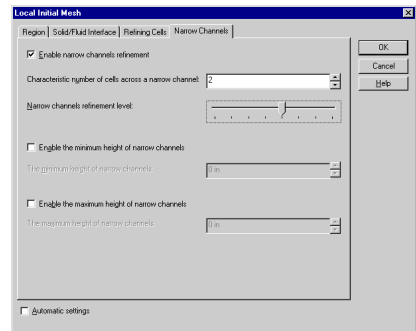 Local Initial Mesh
Region Solid/Fluid Interface Refining Cells Narrow Channels
Enable narrow channels refinement
Characteristic number of cells across a narrow channel: 2
Narrow channels refinement level:
Enable the minimum height of narrow channels
The minimum height of narrow channels: 0 in
Enable the maximum height of narrow channels
The maximum height of narrow channels: 0 in
Automatic settings
OK
Cancel
Help